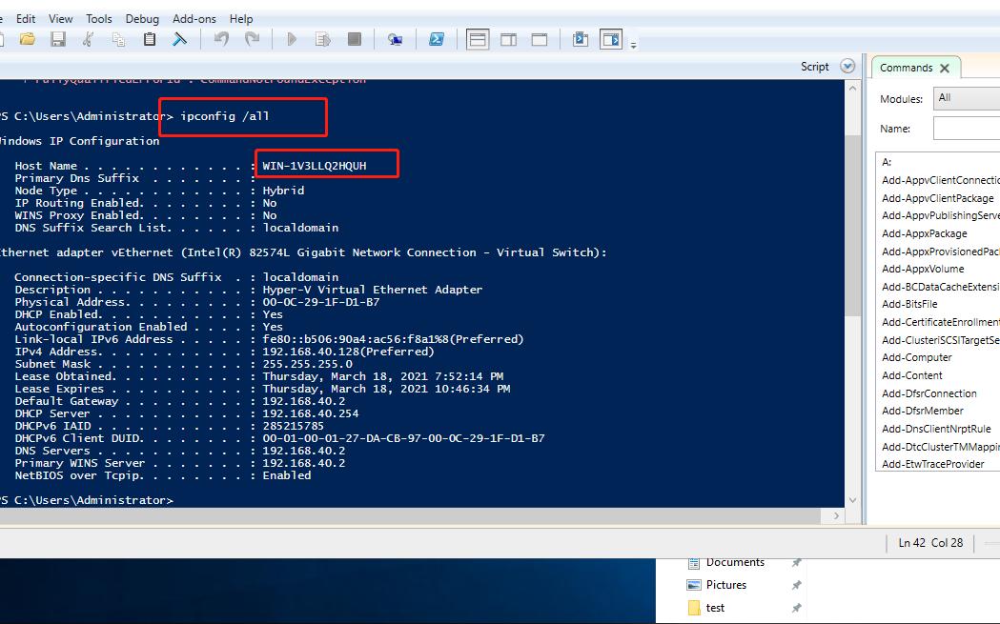 Edit View Tools Debug Add-ons Help
Script
Commands
Modules: All
Name:
PS C:\Users\Administrator> ipconfig /all
Windows IP Configuration
Host Name . . . . . . . . . . . . : WIN-1V3LLQ2HQUH
Primary Dns Suffix . . . . . . . :
Node Type . . . . . . . . . . . . : Hybrid
IP Routing Enabled. . . . . . . . : No
WINS Proxy Enabled. . . . . . . . : No
DNS Suffix Search List. . . . . . : localdomain
Ethernet adapter vEthernet (Intel(R) 82574L Gigabit Network Connection - Virtual Switch):
Connection-specific DNS Suffix . : localdomain
Description . . . . . . . . . . . : Hyper-V Virtual Ethernet Adapter
Physical Address. . . . . . . . . : 00-0C-29-1F-D1-B7
DHCP Enabled. . . . . . . . . . . : Yes
Autoconfiguration Enabled . . . . : Yes
Link-local IPv6 Address . . . . . : fe80::b506:90a4:ac56:f8a1%8(Preferred)
IPv4 Address. . . . . . . . . . . : 192.168.40.128(Preferred)
Subnet Mask . . . . . . . . . . . : 255.255.255.0
Lease Obtained. . . . . . . . . . : Thursday, March 18, 2021 7:52:14 PM
Lease Expires . . . . . . . . . . : Thursday, March 18, 2021 10:46:34 PM
Default Gateway . . . . . . . . . : 192.168.40.2
DHCP Server . . . . . . . . . . . : 192.168.40.254
DHCPv6 IAID . . . . . . . . . . . : 285215785
DHCPv6 Client DUID. . . . . . . . : 00-01-00-01-27-DA-CB-97-00-0C-29-1F-D1-B7
DNS Servers . . . . . . . . . . . : 192.168.40.2
Primary WINS Server . . . . . . . : 192.168.40.2
NetBIOS over Tcpip. . . . . . . . : Enabled
PS C:\Users\Administrator>
A:
Add-AppvClientConnectio
Add-AppvClientPackage
Add-AppvPublishingServe
Add-AppxPackage
Add-AppxProvisionedPac
Add-AppxVolume
Add-BCDataCacheExtensi
Add-BitsFile
Add-CertificateEnrollment
Add-ClusteriSCSITargetSe
Add-Computer
Add-Content
Add-DfsrConnection
Add-DfsrMember
Add-DnsClientNrptRule
Add-DtcClusterTMMappin
Add-EtwTraceProvider
Ln 42 Col 28
Documents
Pictures
test